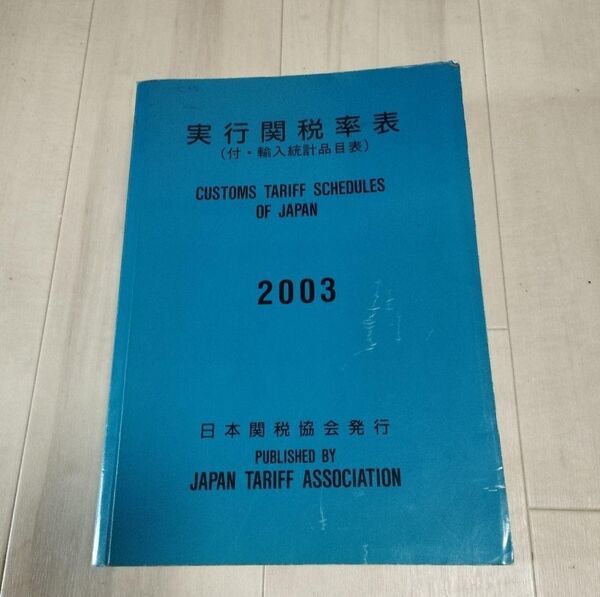 実行関税率表
(付・輸入統計品目表)
CUSTOMS TARIFF SCHEDULES
OF JAPAN
2003
日本関税協会発行
PUBLISHED BY
JAPAN TARIFF ASSOCIATION